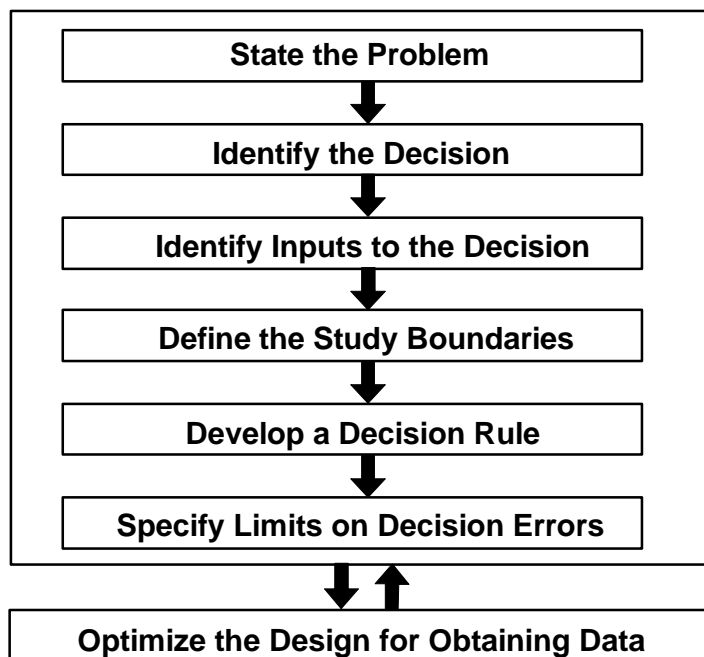 State the Problem
Identify the Decision
Identify Inputs to the Decision
Define the Study Boundaries
Develop a Decision Rule
Specify Limits on Decision Errors
Optimize the Design for Obtaining Data